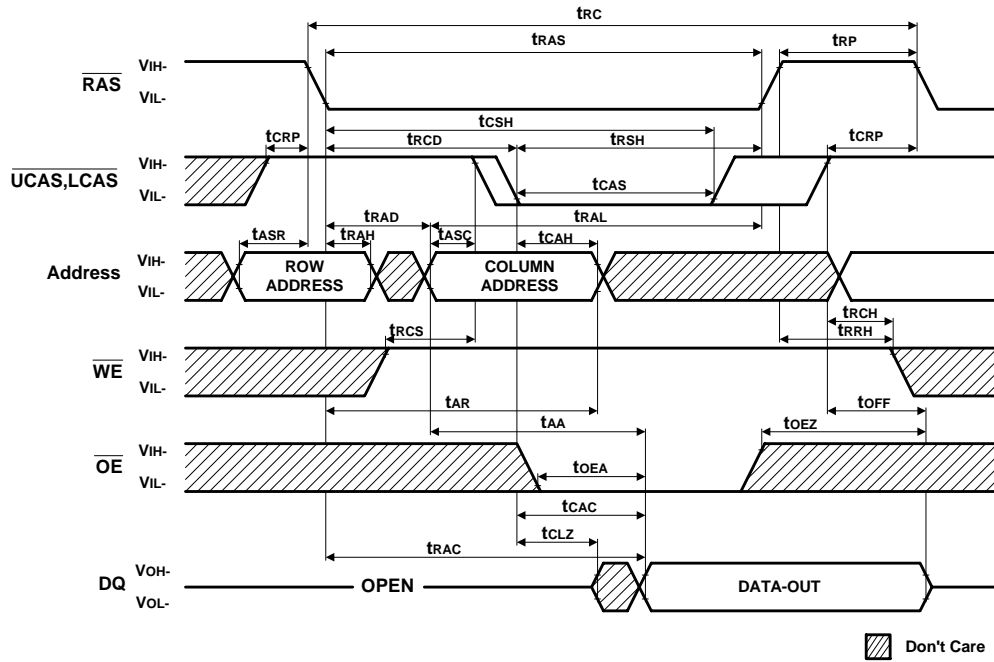 tRC
tRAS
tRP
RAS
VIH-
VIL-
tCSH
tCRP
tRCD
tRSH
tCRP
UCAS,LCAS
VIH-
VIL-
tCAS
tRAD
tRAL
tASR
tRAH
tASC
tCAH
Address
VIH-
VIL-
ROW
ADDRESS
COLUMN
ADDRESS
tRCH
tRCS
tRRH
WE
VIH-
VIL-
tAR
tOFF
tAA
tOEZ
OE
VIH-
VIL-
tOEA
tCAC
tCLZ
tRAC
DQ
VOH-
VOL-
OPEN
DATA-OUT
Don't Care